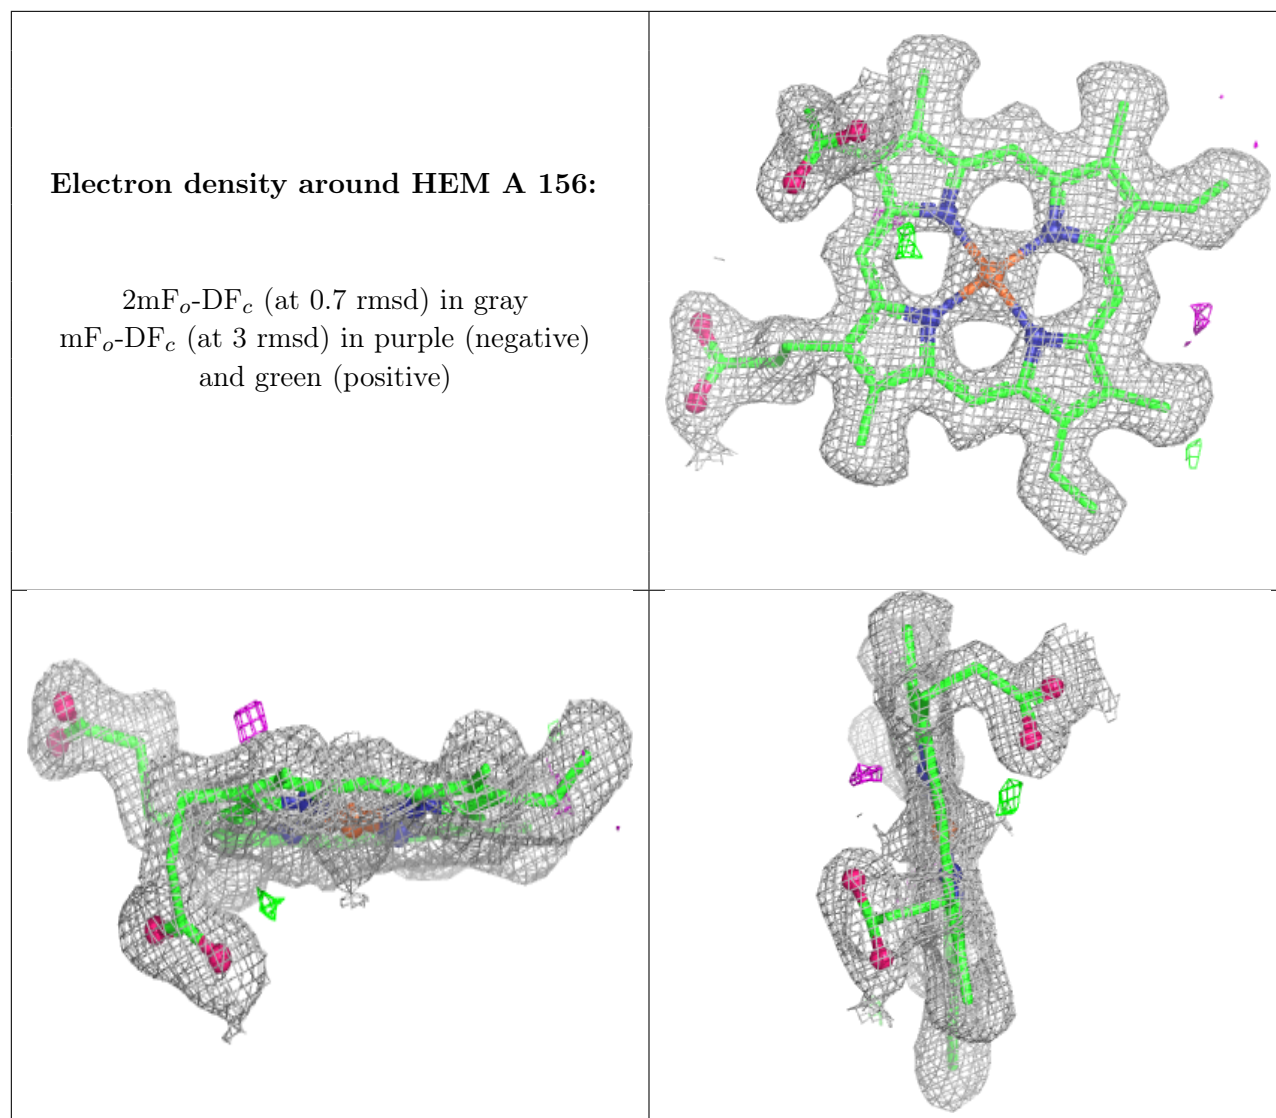 Electron density around HEM A 156:
2mFo-DFc (at 0.7 rmsd) in gray
mFo-DFc (at 3 rmsd) in purple (negative)
and green (positive)